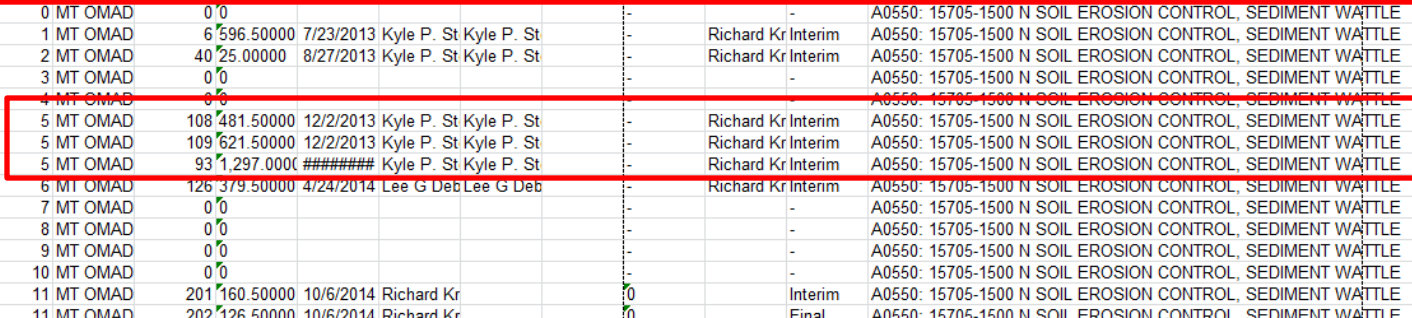 0 MT OMAD 0 0 - - A0550: 15705-1500 N SOIL EROSION CONTROL, SEDIMENT WATTLE
1 MT OMAD 6 596.50000 7/23/2013 Kyle P. St Kyle P. St - Richard Kr Interim A0550: 15705-1500 N SOIL EROSION CONTROL, SEDIMENT WATTLE
2 MT OMAD 40 25.00000 8/27/2013 Kyle P. St Kyle P. St - Richard Kr Interim A0550: 15705-1500 N SOIL EROSION CONTROL, SEDIMENT WATTLE
3 MT OMAD 0 0 - - A0550: 15705-1500 N SOIL EROSION CONTROL, SEDIMENT WATTLE
4 MT OMAD 0 0 - - A0550: 15705-1500 N SOIL EROSION CONTROL, SEDIMENT WATTLE
5 MT OMAD 108 481.50000 12/2/2013 Kyle P. St Kyle P. St - Richard Kr Interim A0550: 15705-1500 N SOIL EROSION CONTROL, SEDIMENT WATTLE
5 MT OMAD 109 621.50000 12/2/2013 Kyle P. St Kyle P. St - Richard Kr Interim A0550: 15705-1500 N SOIL EROSION CONTROL, SEDIMENT WATTLE
5 MT OMAD 93 1,297.0000 ######## Kyle P. St Kyle P. St - Richard Kr Interim A0550: 15705-1500 N SOIL EROSION CONTROL, SEDIMENT WATTLE
6 MT OMAD 126 379.50000 4/24/2014 Lee G Deb Lee G Deb - Richard Kr Interim A0550: 15705-1500 N SOIL EROSION CONTROL, SEDIMENT WATTLE
7 MT OMAD 0 0 - - A0550: 15705-1500 N SOIL EROSION CONTROL, SEDIMENT WATTLE
8 MT OMAD 0 0 - - A0550: 15705-1500 N SOIL EROSION CONTROL, SEDIMENT WATTLE
9 MT OMAD 0 0 - - A0550: 15705-1500 N SOIL EROSION CONTROL, SEDIMENT WATTLE
10 MT OMAD 0 0 - - A0550: 15705-1500 N SOIL EROSION CONTROL, SEDIMENT WATTLE
11 MT OMAD 201 160.50000 10/6/2014 Richard Kr 0 Interim A0550: 15705-1500 N SOIL EROSION CONTROL, SEDIMENT WATTLE
11 MT OMAD 202 126.50000 10/6/2014 Richard Kr 0 Final A0550: 15705-1500 N SOIL EROSION CONTROL, SEDIMENT WATTLE